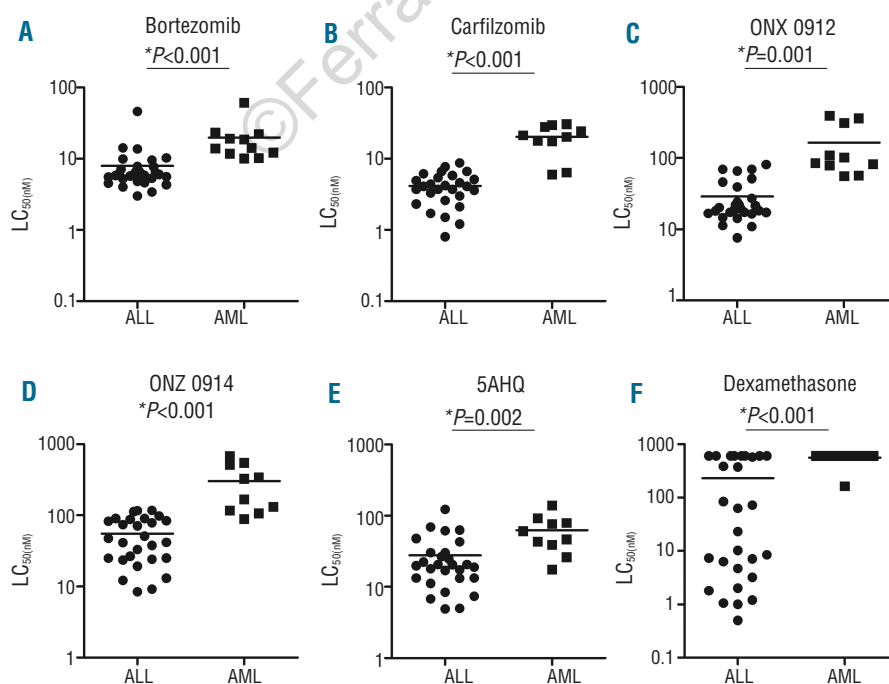 ©Ferra
A
Bortezomib
*P<0.001
LC50(nM)
100
10
1
0.1
ALL
AML
B
Carfilzomib
*P<0.001
LC50(nM)
100
10
1
0.1
ALL
AML
C
ONX 0912
*P=0.001
LC50(nM)
1000
100
10
1
ALL
AML
D
ONZ 0914
*P<0.001
LC50(nM)
1000
100
10
1
ALL
AML
E
5AHQ
*P=0.002
LC50(nM)
1000
100
10
1
ALL
AML
F
Dexamethasone
*P<0.001
LC50(nM)
1000
100
10
1
0.1
ALL
AML